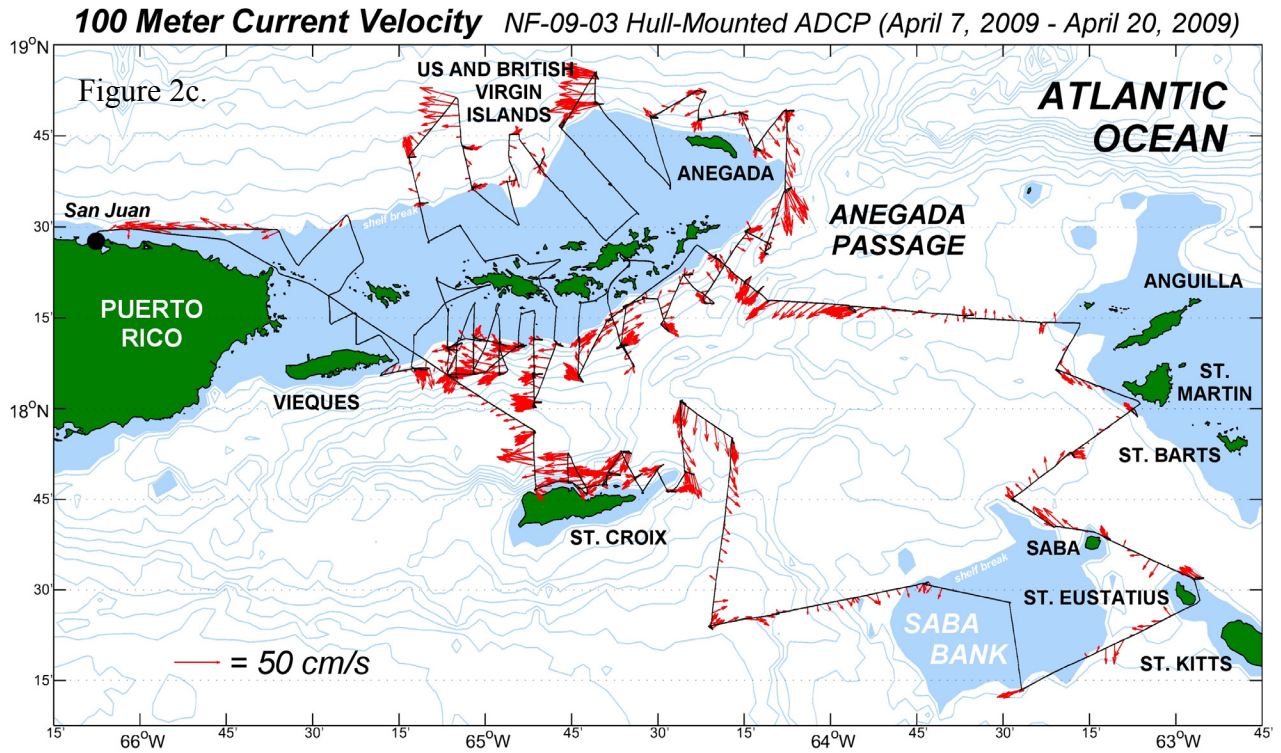 100 Meter Current Velocity NF-09-03 Hull-Mounted ADCP (April 7, 2009 - April 20, 2009)
19°N
Figure 2c.
US AND BRITISH
VIRGIN
ISLANDS
ATLANTIC
OCEAN
45'
ANEGADA
San Juan
shelf break
30'
ANEGADA
PASSAGE
ANGUILLA
PUERTO
RICO
15'
ST.
MARTIN
VIEQUES
18°N
ST. BARTS
45'
ST. CROIX
SABA
shelf break
30'
ST. EUSTATIUS
SABA
BANK
= 50 cm/s
ST. KITTS
15'
15' 66°W 45' 30' 15' 65°W 45' 30' 15' 64°W 45' 30' 15' 63°W 45'